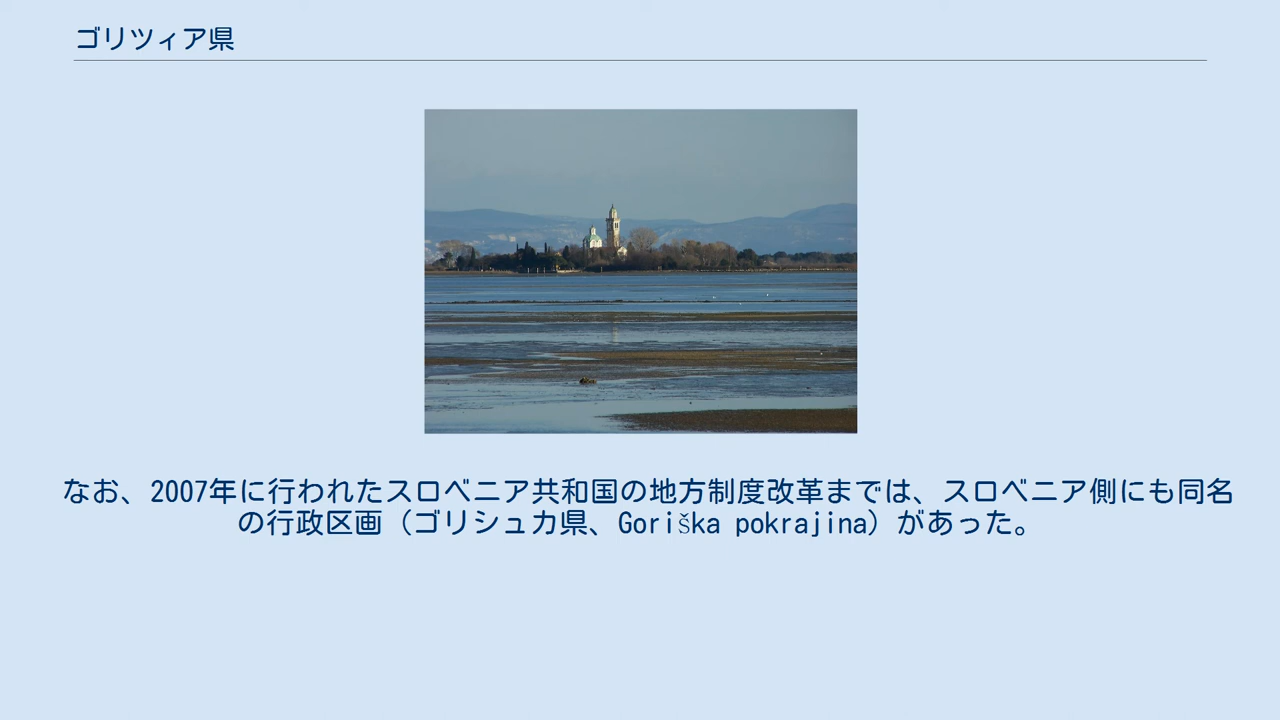 ゴリツィア県
なお、2007年に行われたスロベニア共和国の地方制度改革までは、スロベニア側にも同名
の行政区画（ゴリシュカ県、Goriška pokrajina）があった。